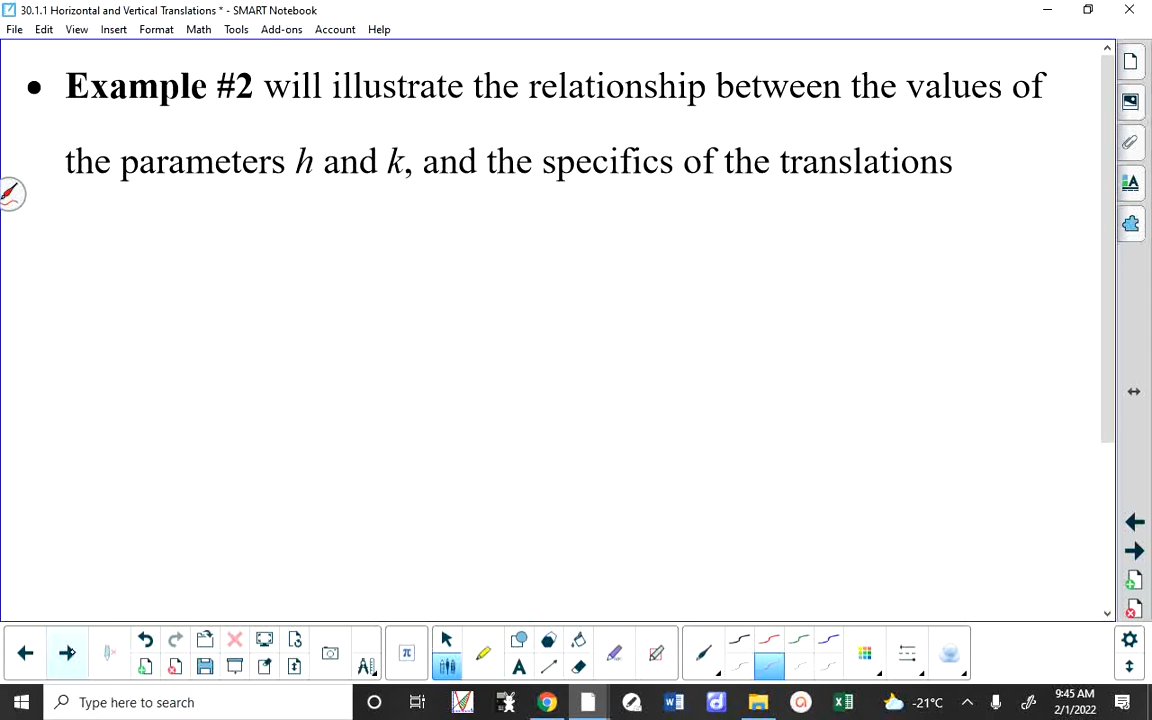 30.1.1 Horizontal and Vertical Translations * - SMART Notebook
File Edit View Insert Format Math Tools Add-ons Account Help
• Example #2 will illustrate the relationship between the values of
the parameters h and k, and the specifics of the translations
Type here to search
-21°C
9:45 AM
2/1/2022